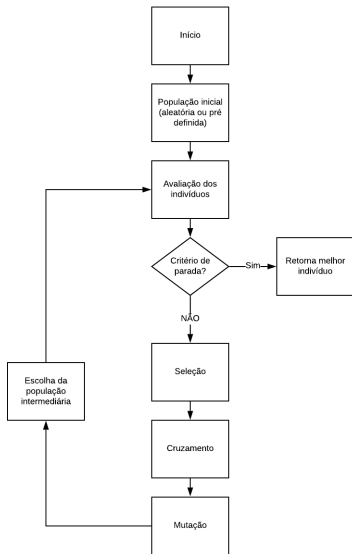 Início
População inicial
(aleatória ou pré
definida)
Avaliação dos
indivíduos
Critério de
parada?
Sim
Retorna melhor
indivíduo
NÃO
Seleção
Escolha da
população
intermediária
Cruzamento
Mutação